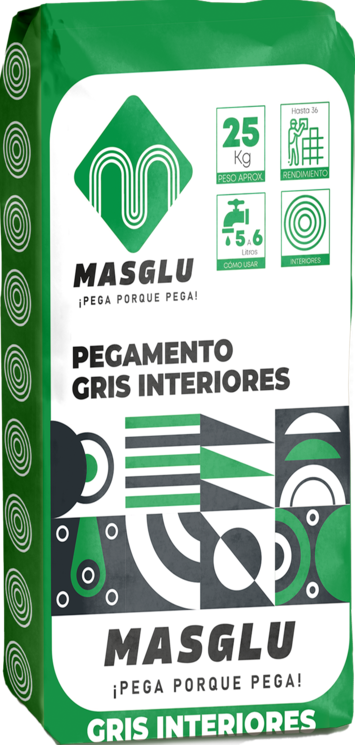 25
Kg
PESO APROX.
Hasta 36
RENDIMIENTO
5 A 6
Litros
COMO USAR
INTERIORES
MASGLU
¡PEGA PORQUE PEGA!
PEGAMENTO
GRIS INTERIORES
MASGLU
¡PEGA PORQUE PEGA!
GRIS INTERIORES